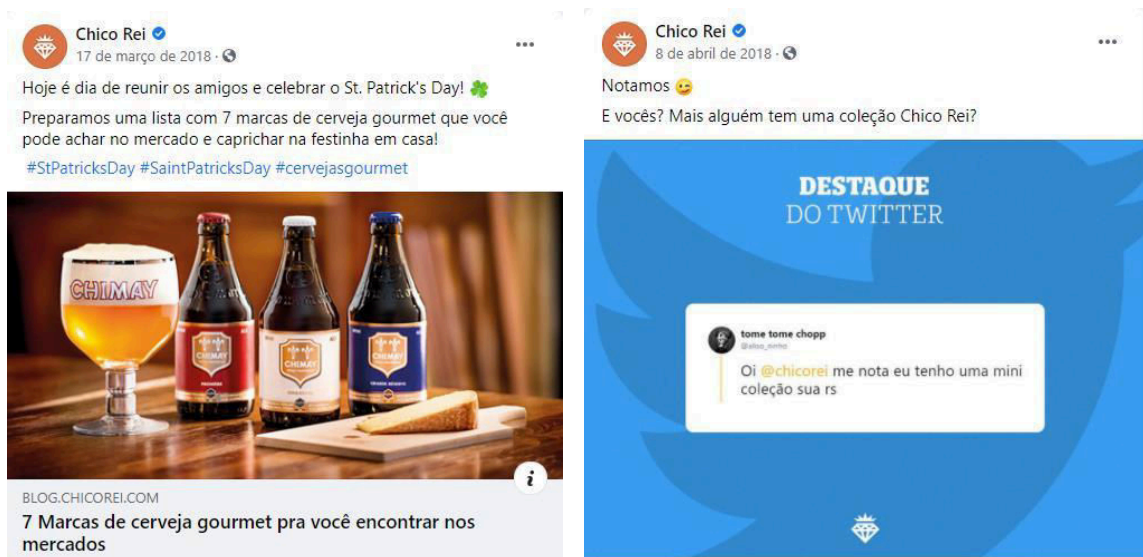 Chico Rei
17 de março de 2018
Hoje é dia de reunir os amigos e celebrar o St. Patrick's Day!
Preparamos uma lista com 7 marcas de cerveja gourmet que você
pode achar no mercado e caprichar na festinha em casa!
#StPatricksDay #SaintPatricksDay #cervejasgourmet
CHIMAY
CHIMAY
CHIMAY
CHIMAY
BLOG.CHICOREI.COM
7 Marcas de cerveja gourmet pra você encontrar nos
mercados
Chico Rei
8 de abril de 2018
Notamos
E vocês? Mais alguém tem uma coleção Chico Rei?
DESTAQUE
DO TWITTER
tome tome chopp
Oi @chicorei me nota eu tenho uma mini
coleção sua rs